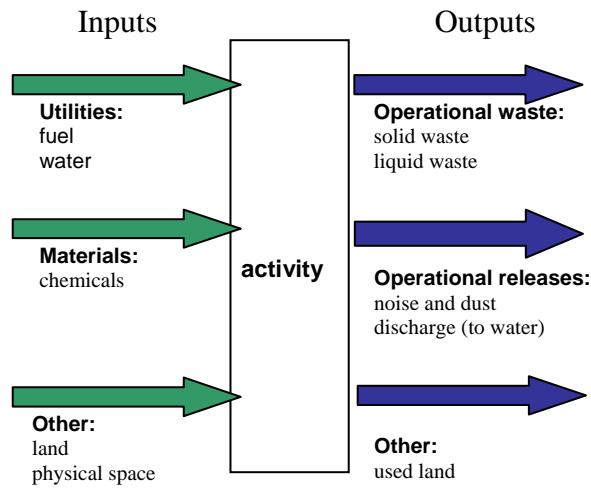 Inputs
Outputs
Utilities:
fuel
water
Operational waste:
solid waste
liquid waste
Materials:
chemicals
activity
Operational releases:
noise and dust
discharge (to water)
Other:
land
physical space
Other:
used land